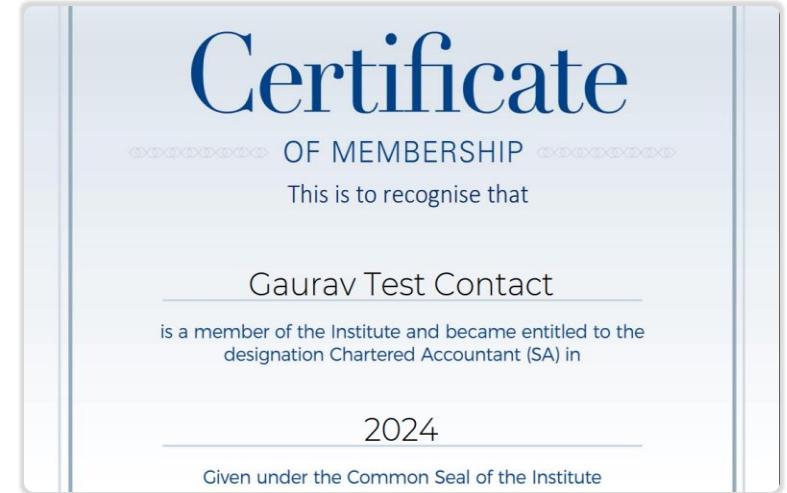 Certificate
OF MEMBERSHIP
This is to recognise that
Gaurav Test Contact
is a member of the Institute and became entitled to the
designation Chartered Accountant (SA) in
2024
Given under the Common Seal of the Institute